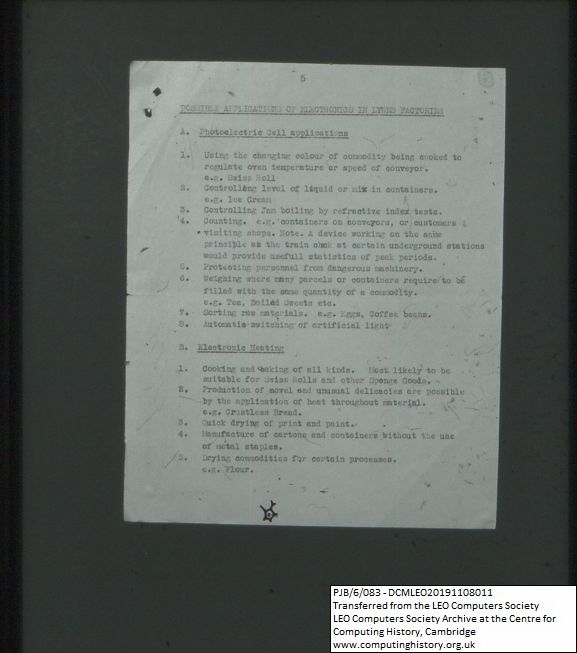 5
POSSIBLE APPLICATIONS OF ELECTRONICS IN LYONS FACTORIES
A. Photoelectric Cell applications
1. Using the changing colour of commodity being cooked to
regulate oven temperature or speed of conveyor.
e.g. Swiss Roll
2. Controlling level of liquid or mix in containers.
e.g. Ice Cream
3. Controlling Jam boiling by refractive index tests.
4. Counting. e.g. containers on conveyors, or customers
visiting shops. Note. A device working on the same
principle as the train chek at certain underground stations
would provide usefull statistics of peak periods.
5. Protecting personnel from dangerous machinery.
6. Weighing where many parcels or containers require to be
filled with the same quantity of a commodity.
e.g. Tea, Boiled Sweets etc.
7. Sorting raw materials. e.g. Eggs, Coffee beans.
8. Automatic switching of artificial light
B. Electronic Heating
1. Cooking and baking of all kinds. Most likely to be
suitable for Swiss Rolls and other Sponge Goods.
2. Production of novel and unusual delicacies are possible
by the application of heat throughout material.
e.g. Crustless Bread.
3. Quick drying of print and paint.
4. Manufacture of cartons and containers without the use
of metal staples.
5. Drying commodities for certain processes.
e.g. Flour.
PJB/6/083 - DCMLEO20191108011
Transferred from the LEO Computers Society
LEO Computers Society Archive at the Centre for
Computing History, Cambridge
www.computinghistory.org.uk